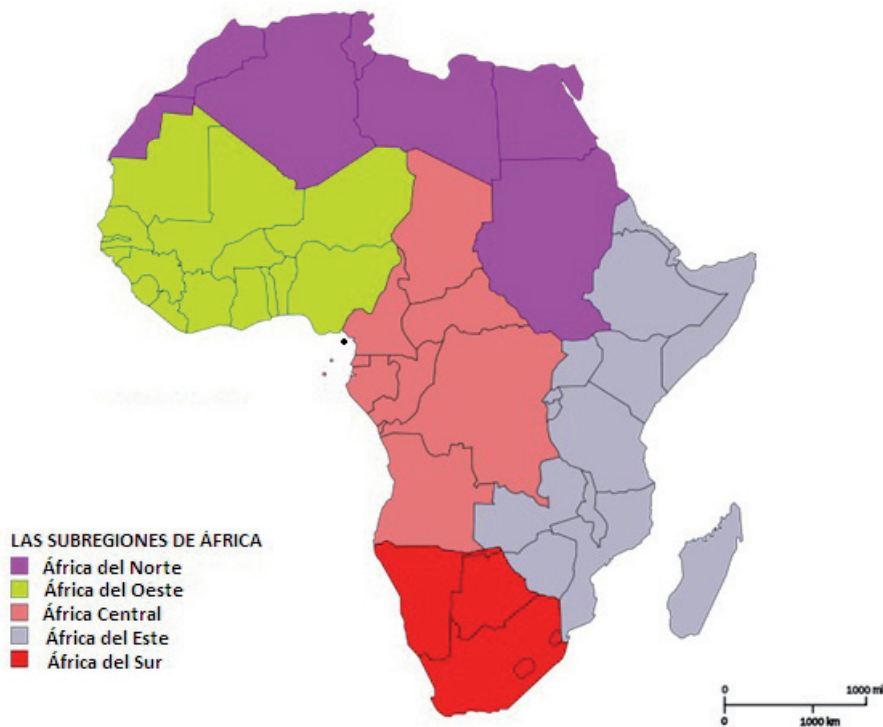 LAS SUBREGIONES DE ÁFRICA
África del Norte
África del Oeste
África Central
África del Este
África del Sur
0 1000 mi
0 1000 km